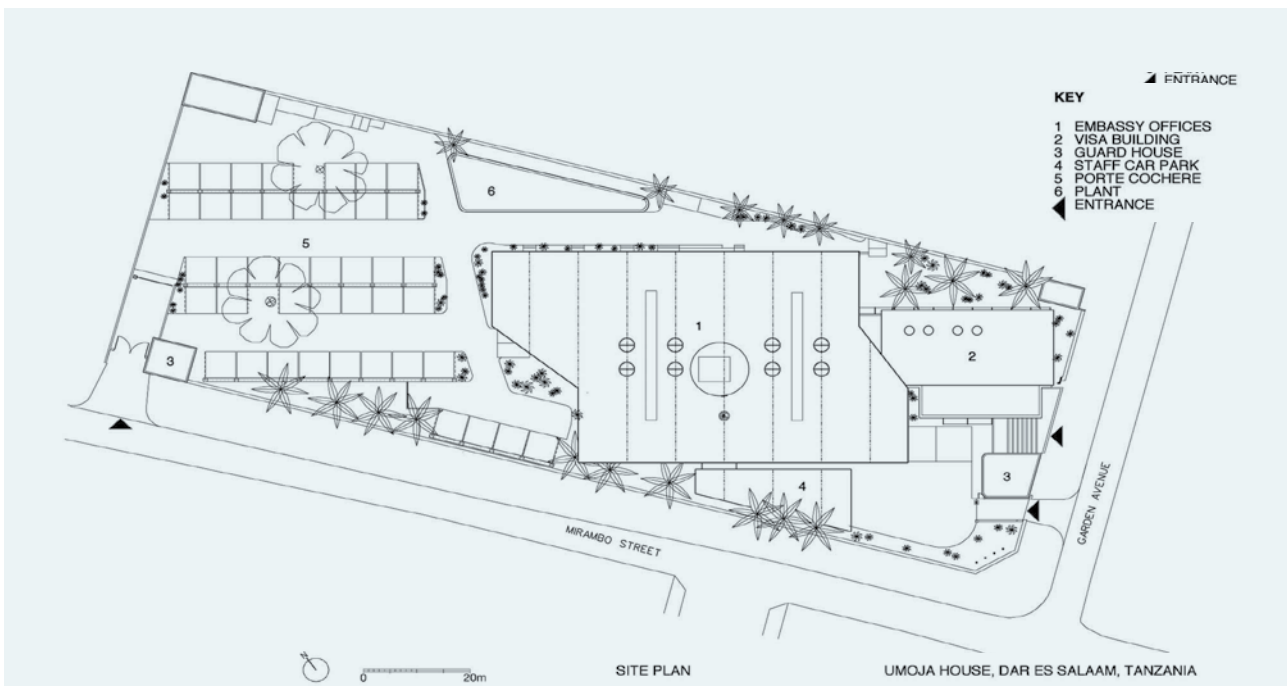 ENTRANCE
KEY
1 EMBASSY OFFICES
2 VISA BUILDING
3 GUARD HOUSE
4 STAFF CAR PARK
5 PORTE COCHERE
6 PLANT
ENTRANCE
6
5
1
2
3
3
4
MIRAMBO STREET
GARDEN AVENUE
N
0
20m
SITE PLAN
UMOJA HOUSE, DAR ES SALAAM, TANZANIA